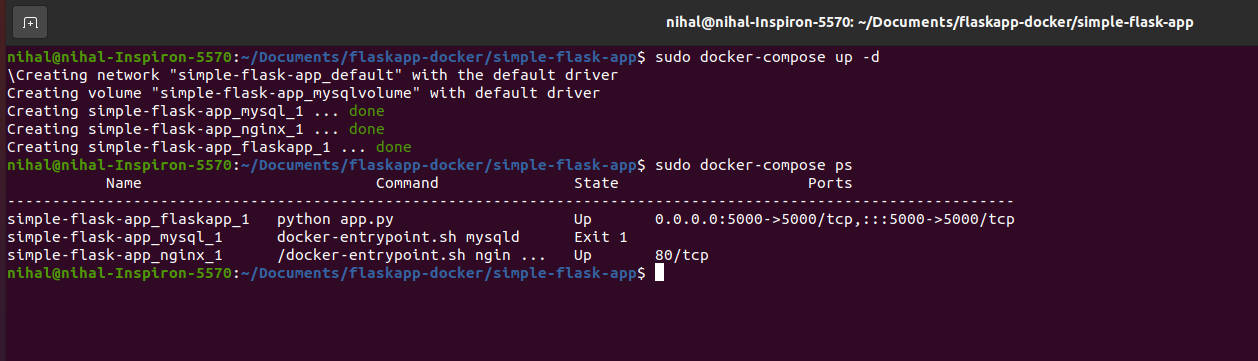 nihal@nihal-Inspiron-5570: ~/Documents/flaskapp-docker/simple-flask-app
nihal@nihal-Inspiron-5570:~/Documents/flaskapp-docker/simple-flask-app$ sudo docker-compose up -d
\Creating network "simple-flask-app_default" with the default driver
Creating volume "simple-flask-app_mysqlvolume" with default driver
Creating simple-flask-app_mysql_1 ... done
Creating simple-flask-app_nginx_1 ... done
Creating simple-flask-app_flaskapp_1 ... done
nihal@nihal-Inspiron-5570:~/Documents/flaskapp-docker/simple-flask-app$ sudo docker-compose ps
Name Command State Ports
----------------------------------------------------------------------------------------------------------------
simple-flask-app_flaskapp_1 python app.py Up 0.0.0.0:5000->5000/tcp,:::5000->5000/tcp
simple-flask-app_mysql_1 docker-entrypoint.sh mysqld Exit 1
simple-flask-app_nginx_1 /docker-entrypoint.sh ngin ... Up 80/tcp
nihal@nihal-Inspiron-5570:~/Documents/flaskapp-docker/simple-flask-app$